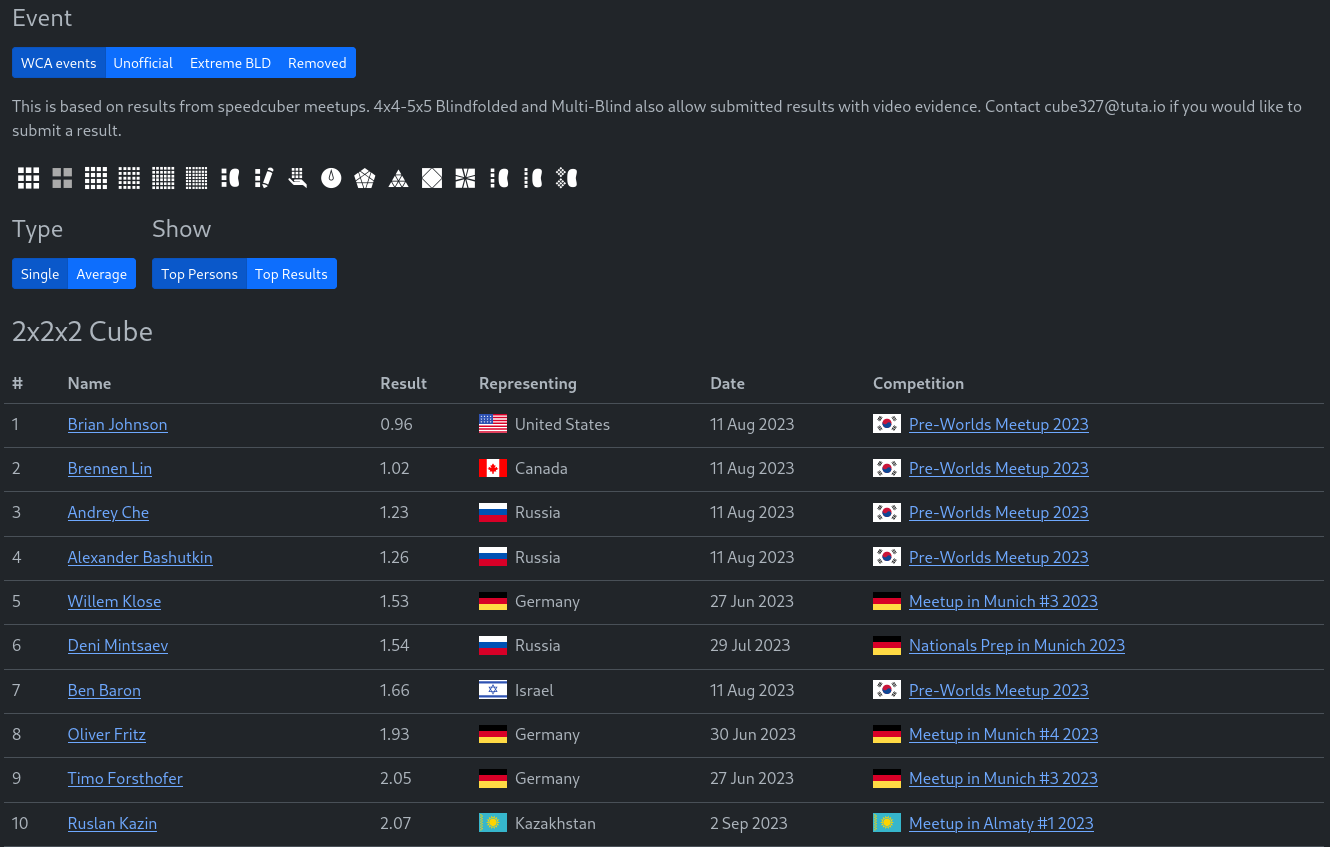 Event
WCA events Unofficial Extreme BLD Removed
This is based on results from speedcuber meetups. 4x4-5x5 Blindfolded and Multi-Blind also allow submitted results with video evidence. Contact cube327@tuta.io if you would like to
submit a result.
Type Show
Single Average Top Persons Top Results
2x2x2 Cube
# Name Result Representing Date Competition
1 Brian Johnson 0.96 United States 11 Aug 2023 Pre-Worlds Meetup 2023
2 Brennen Lin 1.02 Canada 11 Aug 2023 Pre-Worlds Meetup 2023
3 Andrey Che 1.23 Russia 11 Aug 2023 Pre-Worlds Meetup 2023
4 Alexander Bashutkin 1.26 Russia 11 Aug 2023 Pre-Worlds Meetup 2023
5 Willem Klose 1.53 Germany 27 Jun 2023 Meetup in Munich #3 2023
6 Deni Mintsaev 1.54 Russia 29 Jul 2023 Nationals Prep in Munich 2023
7 Ben Baron 1.66 Israel 11 Aug 2023 Pre-Worlds Meetup 2023
8 Oliver Fritz 1.93 Germany 30 Jun 2023 Meetup in Munich #4 2023
9 Timo Forsthofer 2.05 Germany 27 Jun 2023 Meetup in Munich #3 2023
10 Ruslan Kazin 2.07 Kazakhstan 2 Sep 2023 Meetup in Almaty #1 2023